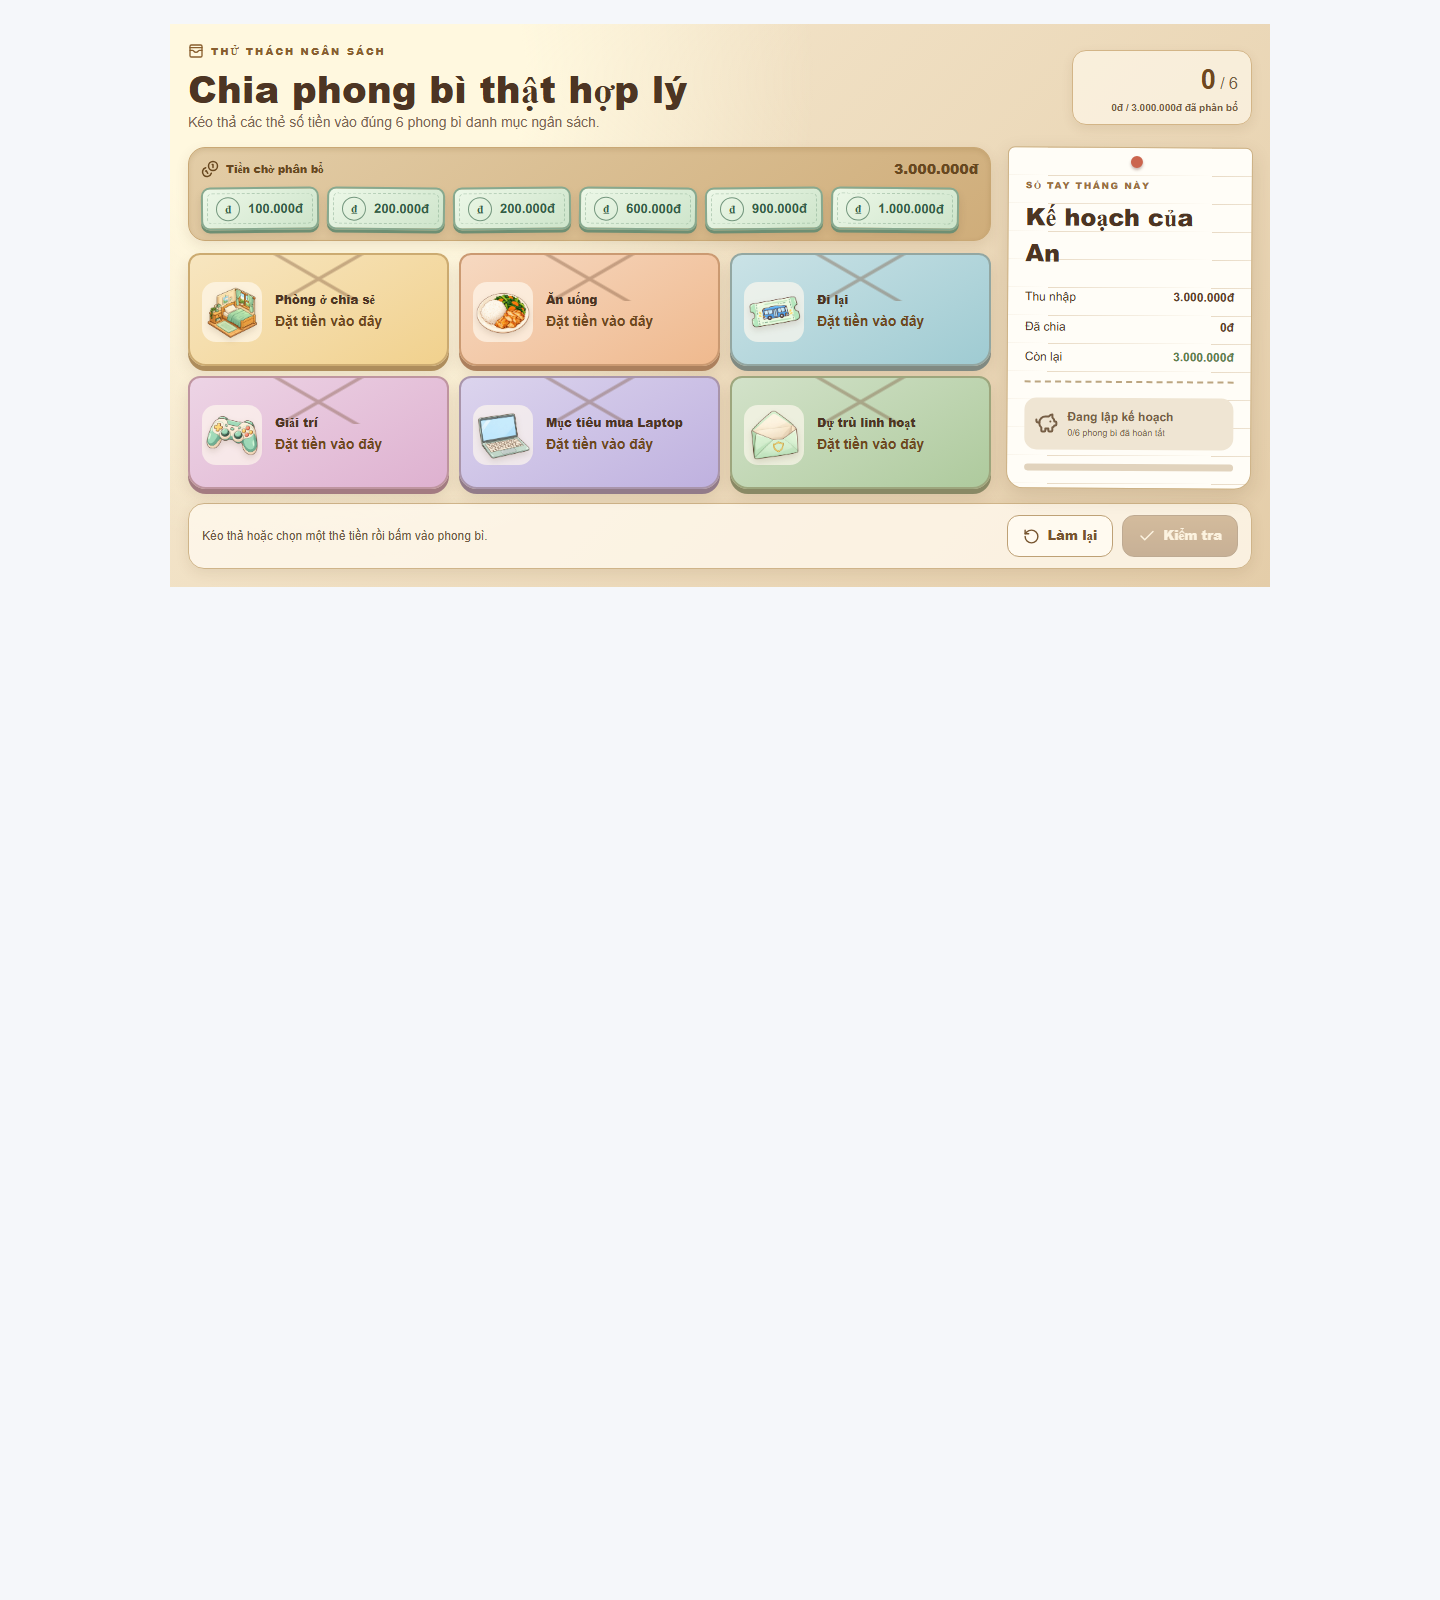 THỬ THÁCH NGÂN SÁCH
Chia phong bì thật hợp lý
Kéo thả các thẻ số tiền vào đúng 6 phong bì danh mục ngân sách.
0 / 6
0đ / 3.000.000đ đã phân bổ
Tiền chờ phân bổ
3.000.000đ
đ 100.000đ
đ 200.000đ
đ 200.000đ
đ 600.000đ
đ 900.000đ
đ 1.000.000đ
Phòng ở chia sẻ
Đặt tiền vào đây
Ăn uống
Đặt tiền vào đây
Đi lại
Đặt tiền vào đây
Giải trí
Đặt tiền vào đây
Mục tiêu mua Laptop
Đặt tiền vào đây
Dự trù linh hoạt
Đặt tiền vào đây
SỔ TAY THÁNG NÀY
Kế hoạch của
An
Thu nhập 3.000.000đ
Đã chia 0đ
Còn lại 3.000.000đ
Đang lập kế hoạch
0/6 phong bì đã hoàn tất
Kéo thả hoặc chọn một thẻ tiền rồi bấm vào phong bì.
Làm lại
Kiểm tra